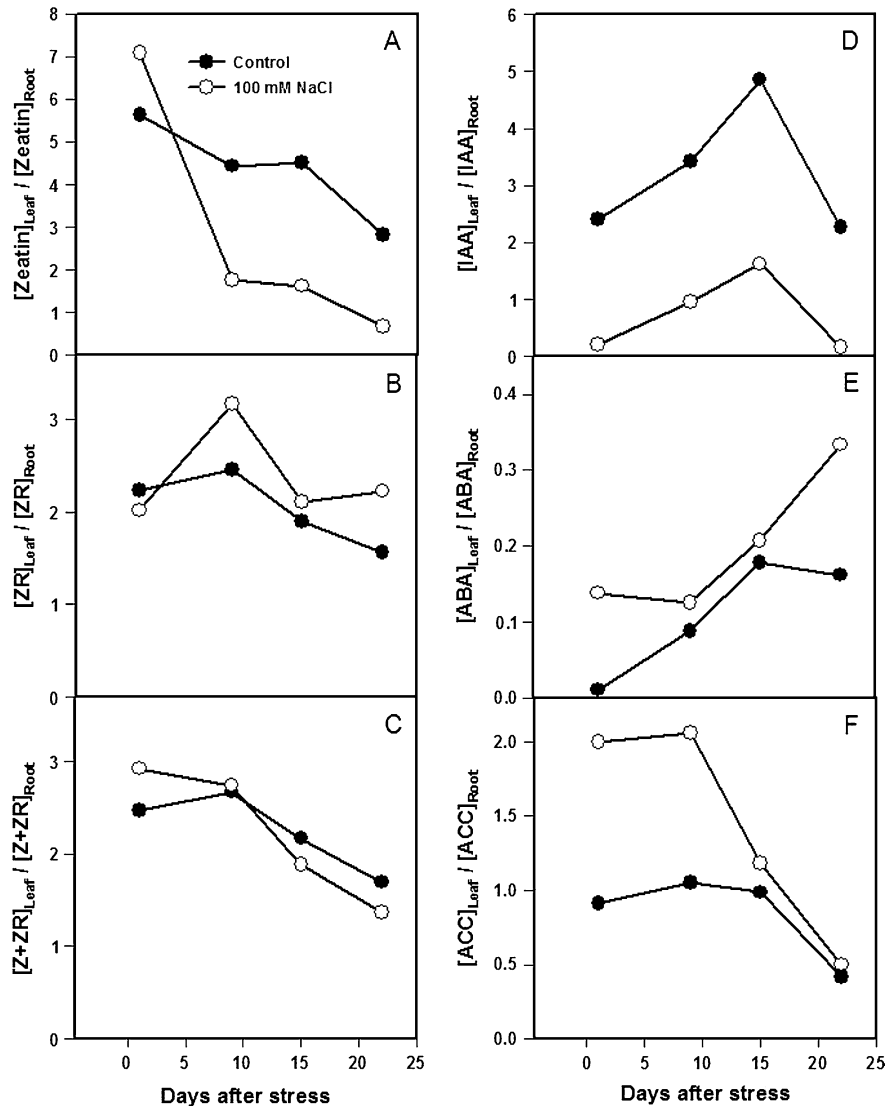 A
Control
100 mM NaCl
[Zeatin]Leaf / [Zeatin]Root
8
7
6
5
4
3
2
1
0
B
[ZR]Leaf / [ZR]Root
3
2
1
0
C
[Z+ZR]Leaf / [Z+ZR]Root
3
2
1
0
0 5 10 15 20 25
Days after stress
D
[IAA]Leaf / [IAA]Root
6
5
4
3
2
1
0
E
[ABA]Leaf / [ABA]Root
0.4
0.3
0.2
0.1
0.0
F
[ACC]Leaf / [ACC]Root
2.0
1.5
1.0
0.5
0.0
0 5 10 15 20 25
Days after stress